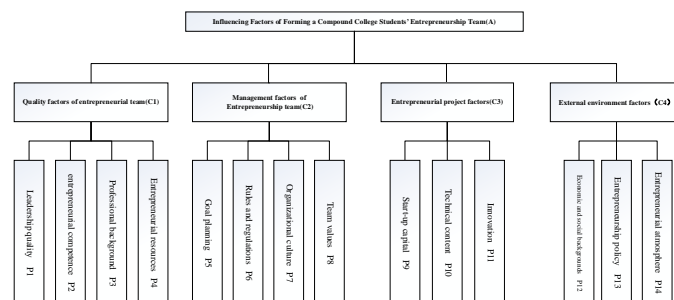 Influencing Factors of Forming a Compound College Students' Entrepreneurship Team(A)
Quality factors of entrepreneurial team(C1)
Management factors of
Entrepreneurship team(C2)
Entrepreneurial project factors(C3)
External environment factors（C4）
Leadership quality P1
entrepreneurial competence P2
Professional background P3
Entrepreneurial resources P4
Goal planning P5
Rules and regulations P6
Organizational culture P7
Team values P8
Start-up capital P9
Technical content P10
Innovation P11
Economic and social backgrounds P12
Entrepreneurship policy P13
Entrepreneurial atmosphere P14